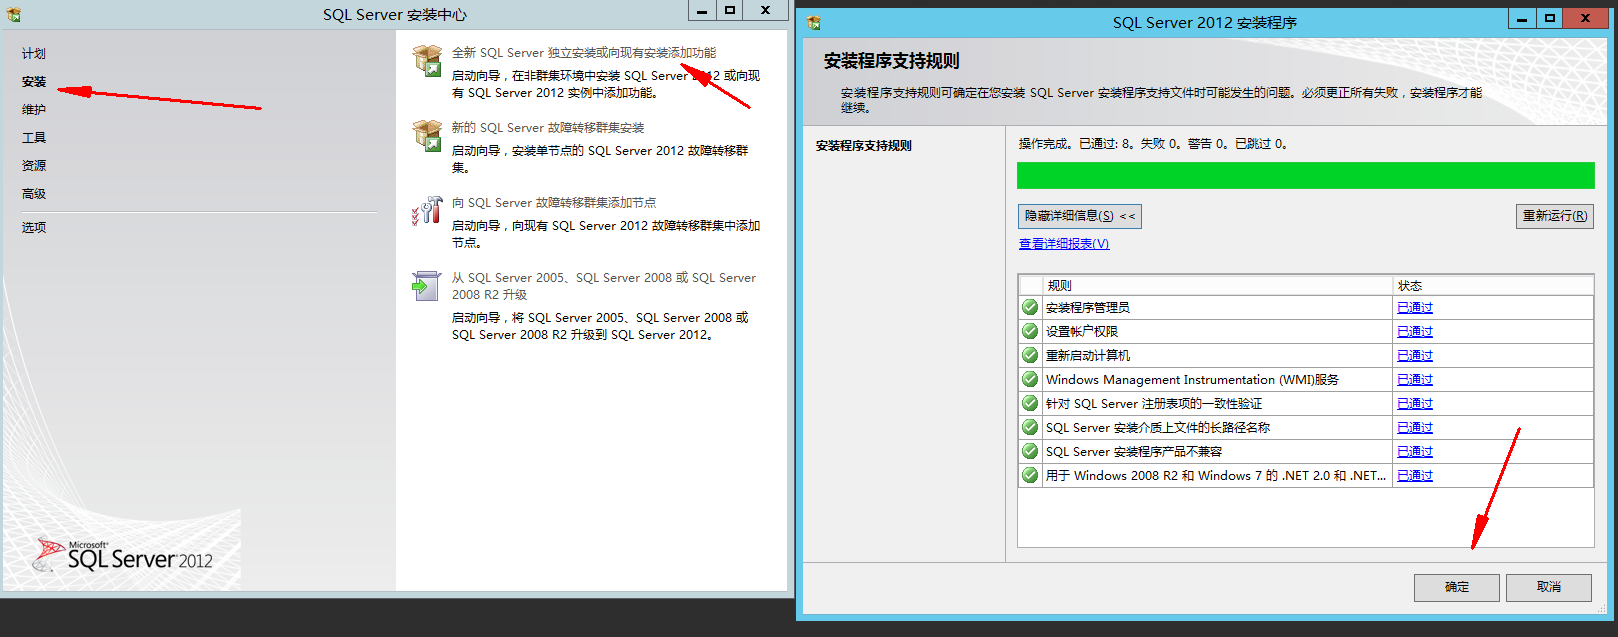 SQL Server 安装中心
计划
安装
维护
工具
资源
高级
选项
Microsoft®
SQL Server®2012
全新 SQL Server 独立安装或向现有安装添加功能
启动向导，在非群集环境中安装 SQL Server 2012 或向现
有 SQL Server 2012 实例中添加功能。
新的 SQL Server 故障转移群集安装
启动向导，安装单节点的 SQL Server 2012 故障转移群
集。
向 SQL Server 故障转移群集添加节点
启动向导，向现有 SQL Server 2012 故障转移群集中添加
节点。
从 SQL Server 2005、SQL Server 2008 或 SQL Server
2008 R2 升级
启动向导，将 SQL Server 2005、SQL Server 2008 或
SQL Server 2008 R2 升级到 SQL Server 2012。
SQL Server 2012 安装程序
安装程序支持规则
安装程序支持规则可确定在您安装 SQL Server 安装程序支持文件时可能发生的问题。必须更正所有失败，安装程序才能
继续。
安装程序支持规则
操作完成。已通过: 8。失败 0。警告 0。已跳过 0。
隐藏详细信息(S) <<
重新运行(R)
查看详细报表(V)
规则 状态
安装程序管理员 已通过
设置帐户权限 已通过
重新启动计算机 已通过
Windows Management Instrumentation (WMI)服务 已通过
针对 SQL Server 注册表项的一致性验证 已通过
SQL Server 安装介质上文件的长路径名称 已通过
SQL Server 安装程序产品不兼容 已通过
用于 Windows 2008 R2 和 Windows 7 的 .NET 2.0 和 .NET... 已通过
确定
取消